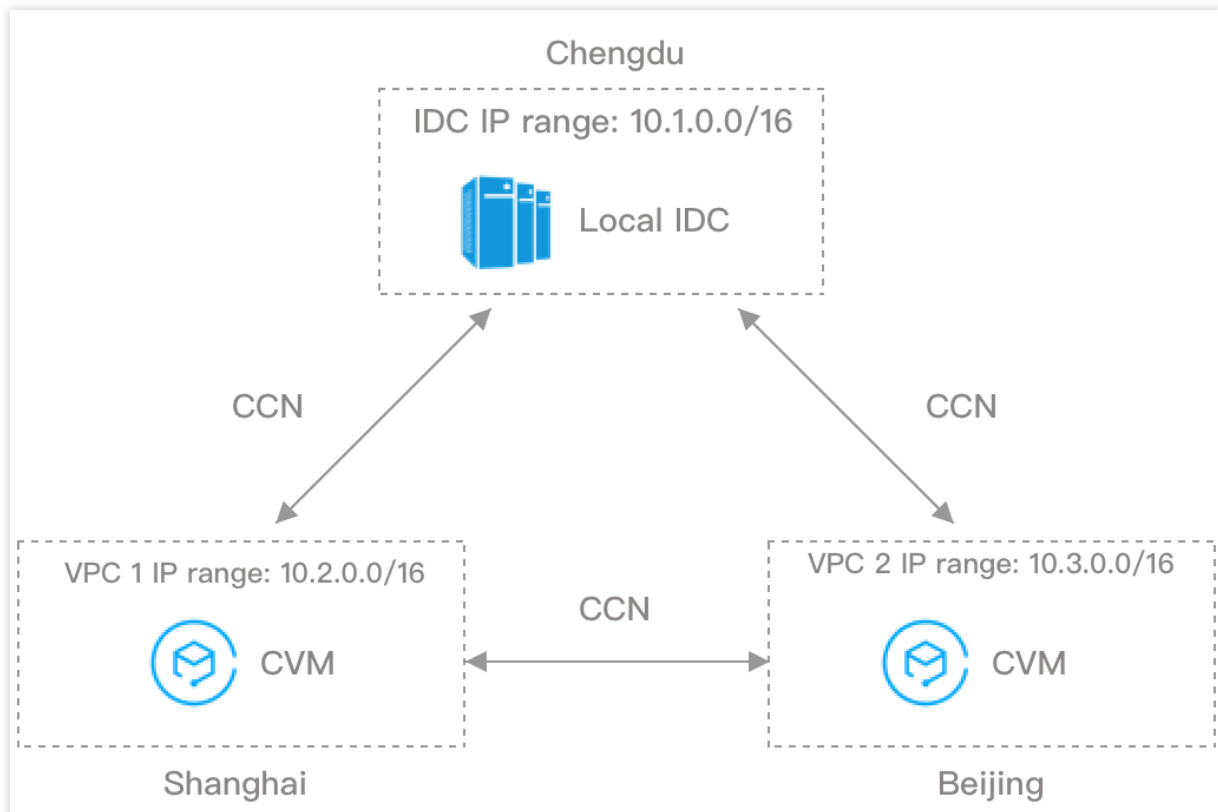 Chengdu
IDC IP range: 10.1.0.0/16
Local IDC
CCN
CCN
VPC 1 IP range: 10.2.0.0/16
VPC 2 IP range: 10.3.0.0/16
CCN
CVM
CVM
Shanghai
Beijing